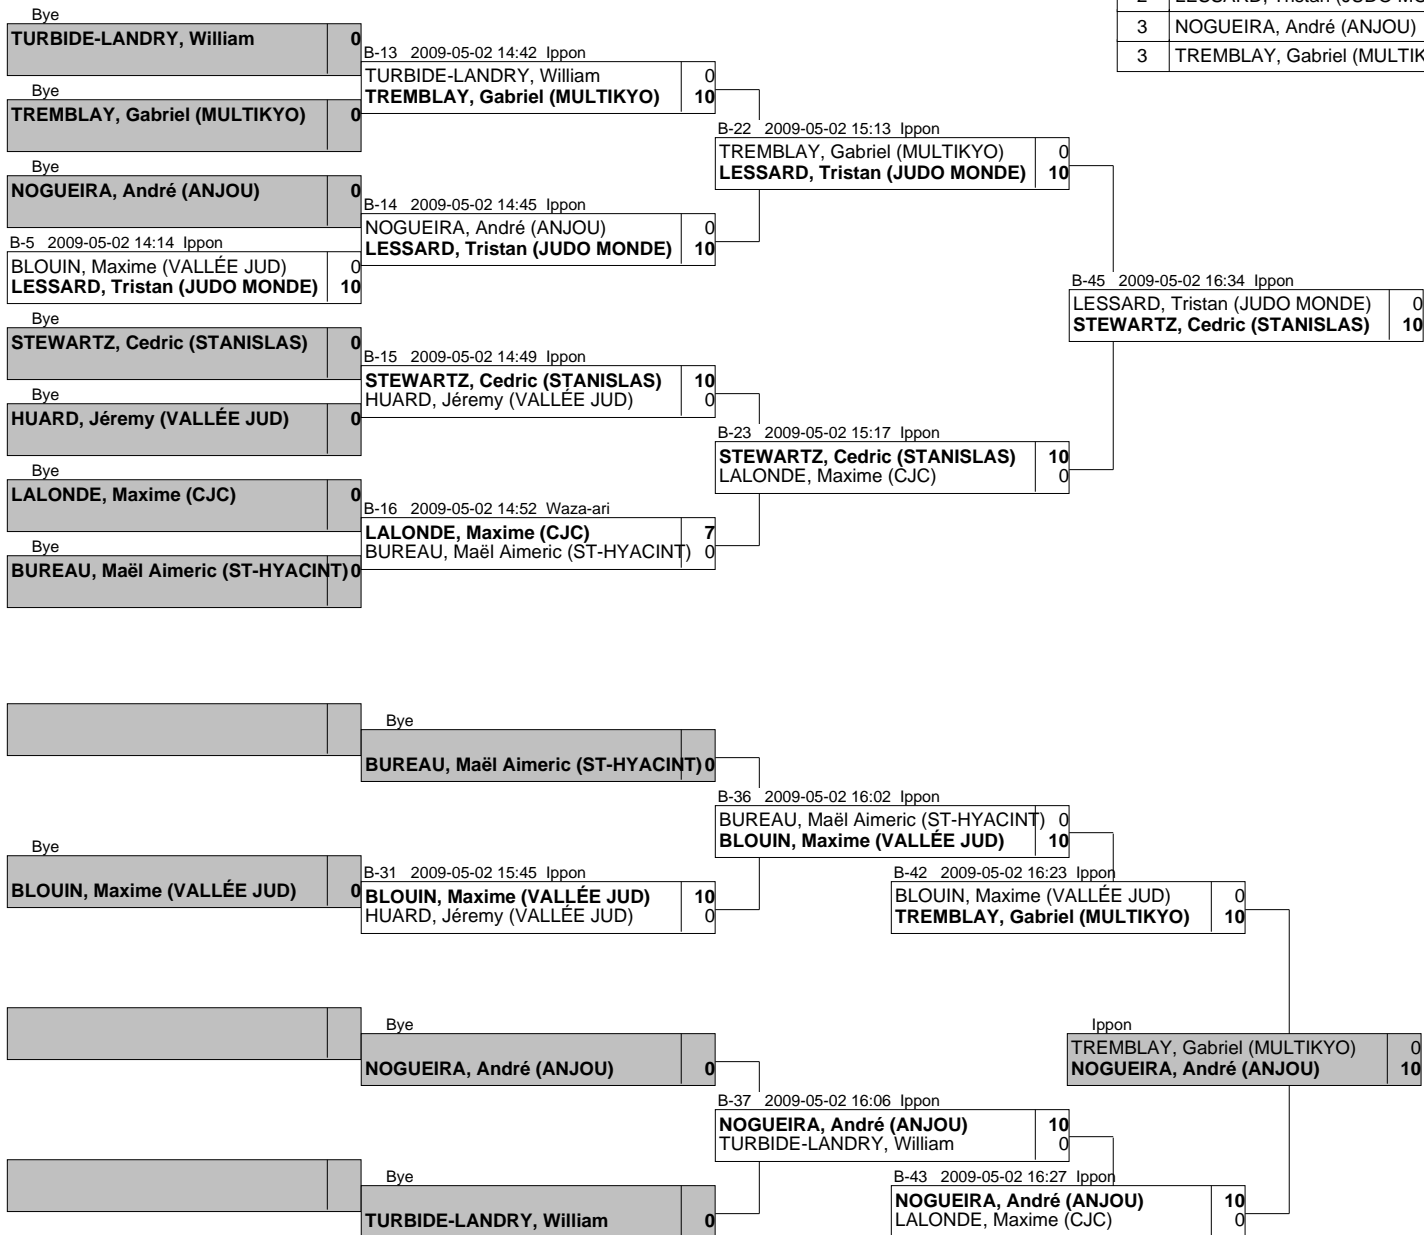 2 LESSARD, Tristan (JUDO
3 NOGUEIRA, André (ANJOU)
3 TREMBLAY, Gabriel
Bye
TURBIDE-LANDRY, William 0
B-13 2009-05-02 14:42 Ippon
TURBIDE-LANDRY, William 0
TREMBLAY, Gabriel (MULTIKYO) 10
Bye
TREMBLAY, Gabriel (MULTIKYO) 0
B-22 2009-05-02 15:13 Ippon
TREMBLAY, Gabriel (MULTIKYO) 0
LESSARD, Tristan (JUDO MONDE) 10
Bye
NOGUEIRA, André (ANJOU) 0
B-14 2009-05-02 14:45 Ippon
NOGUEIRA, André (ANJOU) 0
LESSARD, Tristan (JUDO MONDE) 10
B-5 2009-05-02 14:14 Ippon
BLOUIN, Maxime (VALLÉE JUD) 0
LESSARD, Tristan (JUDO MONDE) 10
B-45 2009-05-02 16:34 Ippon
LESSARD, Tristan (JUDO MONDE) 0
STEWARTZ, Cedric (STANISLAS) 10
Bye
STEWARTZ, Cedric (STANISLAS) 0
B-15 2009-05-02 14:49 Ippon
STEWARTZ, Cedric (STANISLAS) 10
HUARD, Jéremy (VALLÉE JUD) 0
Bye
HUARD, Jéremy (VALLÉE JUD) 0
B-23 2009-05-02 15:17 Ippon
STEWARTZ, Cedric (STANISLAS) 10
LALONDE, Maxime (CJC) 0
Bye
LALONDE, Maxime (CJC) 0
B-16 2009-05-02 14:52 Waza-ari
LALONDE, Maxime (CJC) 7
BUREAU, Maël Aimeric (ST-HYACINT) 0
Bye
BUREAU, Maël Aimeric (ST-HYACINT) 0
Bye
BUREAU, Maël Aimeric (ST-HYACINT) 0
B-36 2009-05-02 16:02 Ippon
BUREAU, Maël Aimeric (ST-HYACINT) 0
BLOUIN, Maxime (VALLÉE JUD) 10
Bye
BLOUIN, Maxime (VALLÉE JUD) 0
B-31 2009-05-02 15:45 Ippon
BLOUIN, Maxime (VALLÉE JUD) 10
HUARD, Jéremy (VALLÉE JUD) 0
B-42 2009-05-02 16:23 Ippon
BLOUIN, Maxime (VALLÉE JUD) 0
TREMBLAY, Gabriel (MULTIKYO) 10
Bye
NOGUEIRA, André (ANJOU) 0
Ippon
TREMBLAY, Gabriel (MULTIKYO) 0
NOGUEIRA, André (ANJOU) 10
B-37 2009-05-02 16:06 Ippon
NOGUEIRA, André (ANJOU) 10
TURBIDE-LANDRY, William 0
Bye
TURBIDE-LANDRY, William 0
B-43 2009-05-02 16:27 Ippon
NOGUEIRA, André (ANJOU) 10
LALONDE, Maxime (CJC) 0